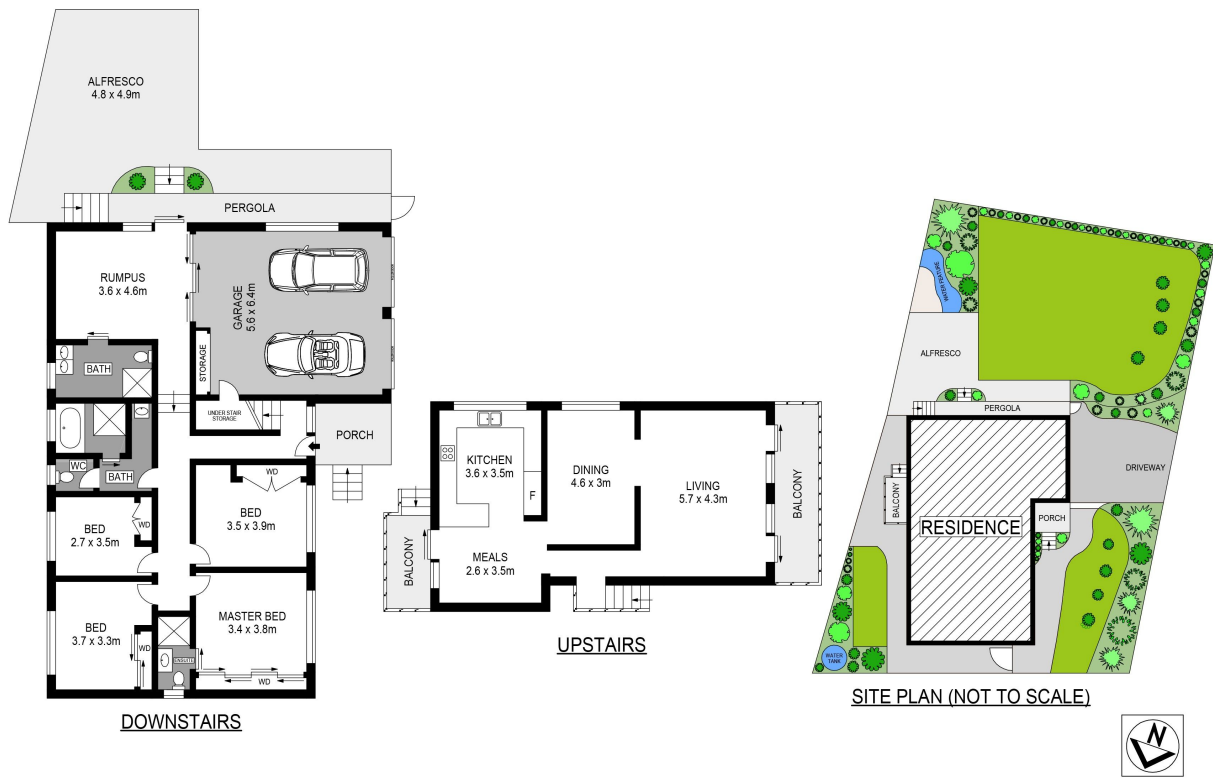 ALFRESCO
4.8 x 4.9m
PERGOLA
RUMPUS
3.6 x 4.6m
GARAGE
5.6 x 6.4m
STORAGE
BATH
UNDER STAIR
STORAGE
PORCH
WC
BATH
WD
BED
3.5 x 3.9m
BED
2.7 x 3.5m
WD
BED
3.7 x 3.3m
WD
ENSUITE
MASTER BED
3.4 x 3.8m
WD
DOWNSTAIRS
KITCHEN
3.6 x 3.5m
F
DINING
4.6 x 3m
LIVING
5.7 x 4.3m
BALCONY
BALCONY
MEALS
2.6 x 3.5m
UPSTAIRS
WATER FEATURE
ALFRESCO
PERGOLA
DRIVEWAY
BALCONY
RESIDENCE
PORCH
WATER
TANK
SITE PLAN (NOT TO SCALE)
N